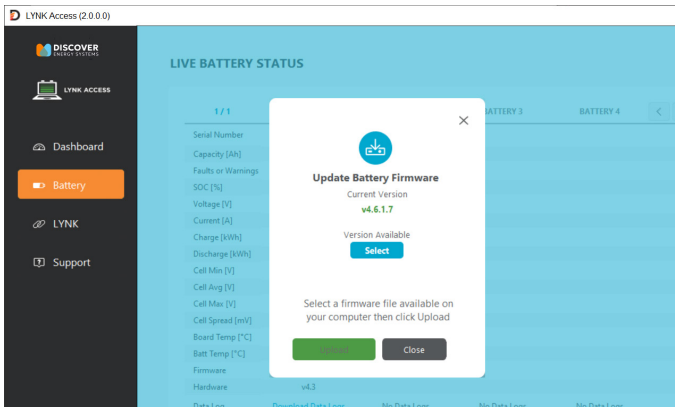 LYNK Access (2.0.0.0)
DISCOVER
ENERGY SYSTEMS
LYNK ACCESS
Dashboard
Battery
LYNK
Support
LIVE BATTERY STATUS
1 / 1
BATTERY 3
BATTERY 4
Serial Number
Capacity [Ah]
Faults or Warnings
SOC [%]
Voltage [V]
Current [A]
Charge [kWh]
Discharge [kWh]
Cell Min [V]
Cell Avg [V]
Cell Max [V]
Cell Spread [mV]
Board Temp [°C]
Batt Temp [°C]
Firmware
Hardware v4.3
Data Log Download Data Logs No Data Logs No Data Logs No Data Logs
Update Battery Firmware
Current Version
v4.6.1.7
Version Available
Select
Select a firmware file available on
your computer then click Upload
Upload
Close